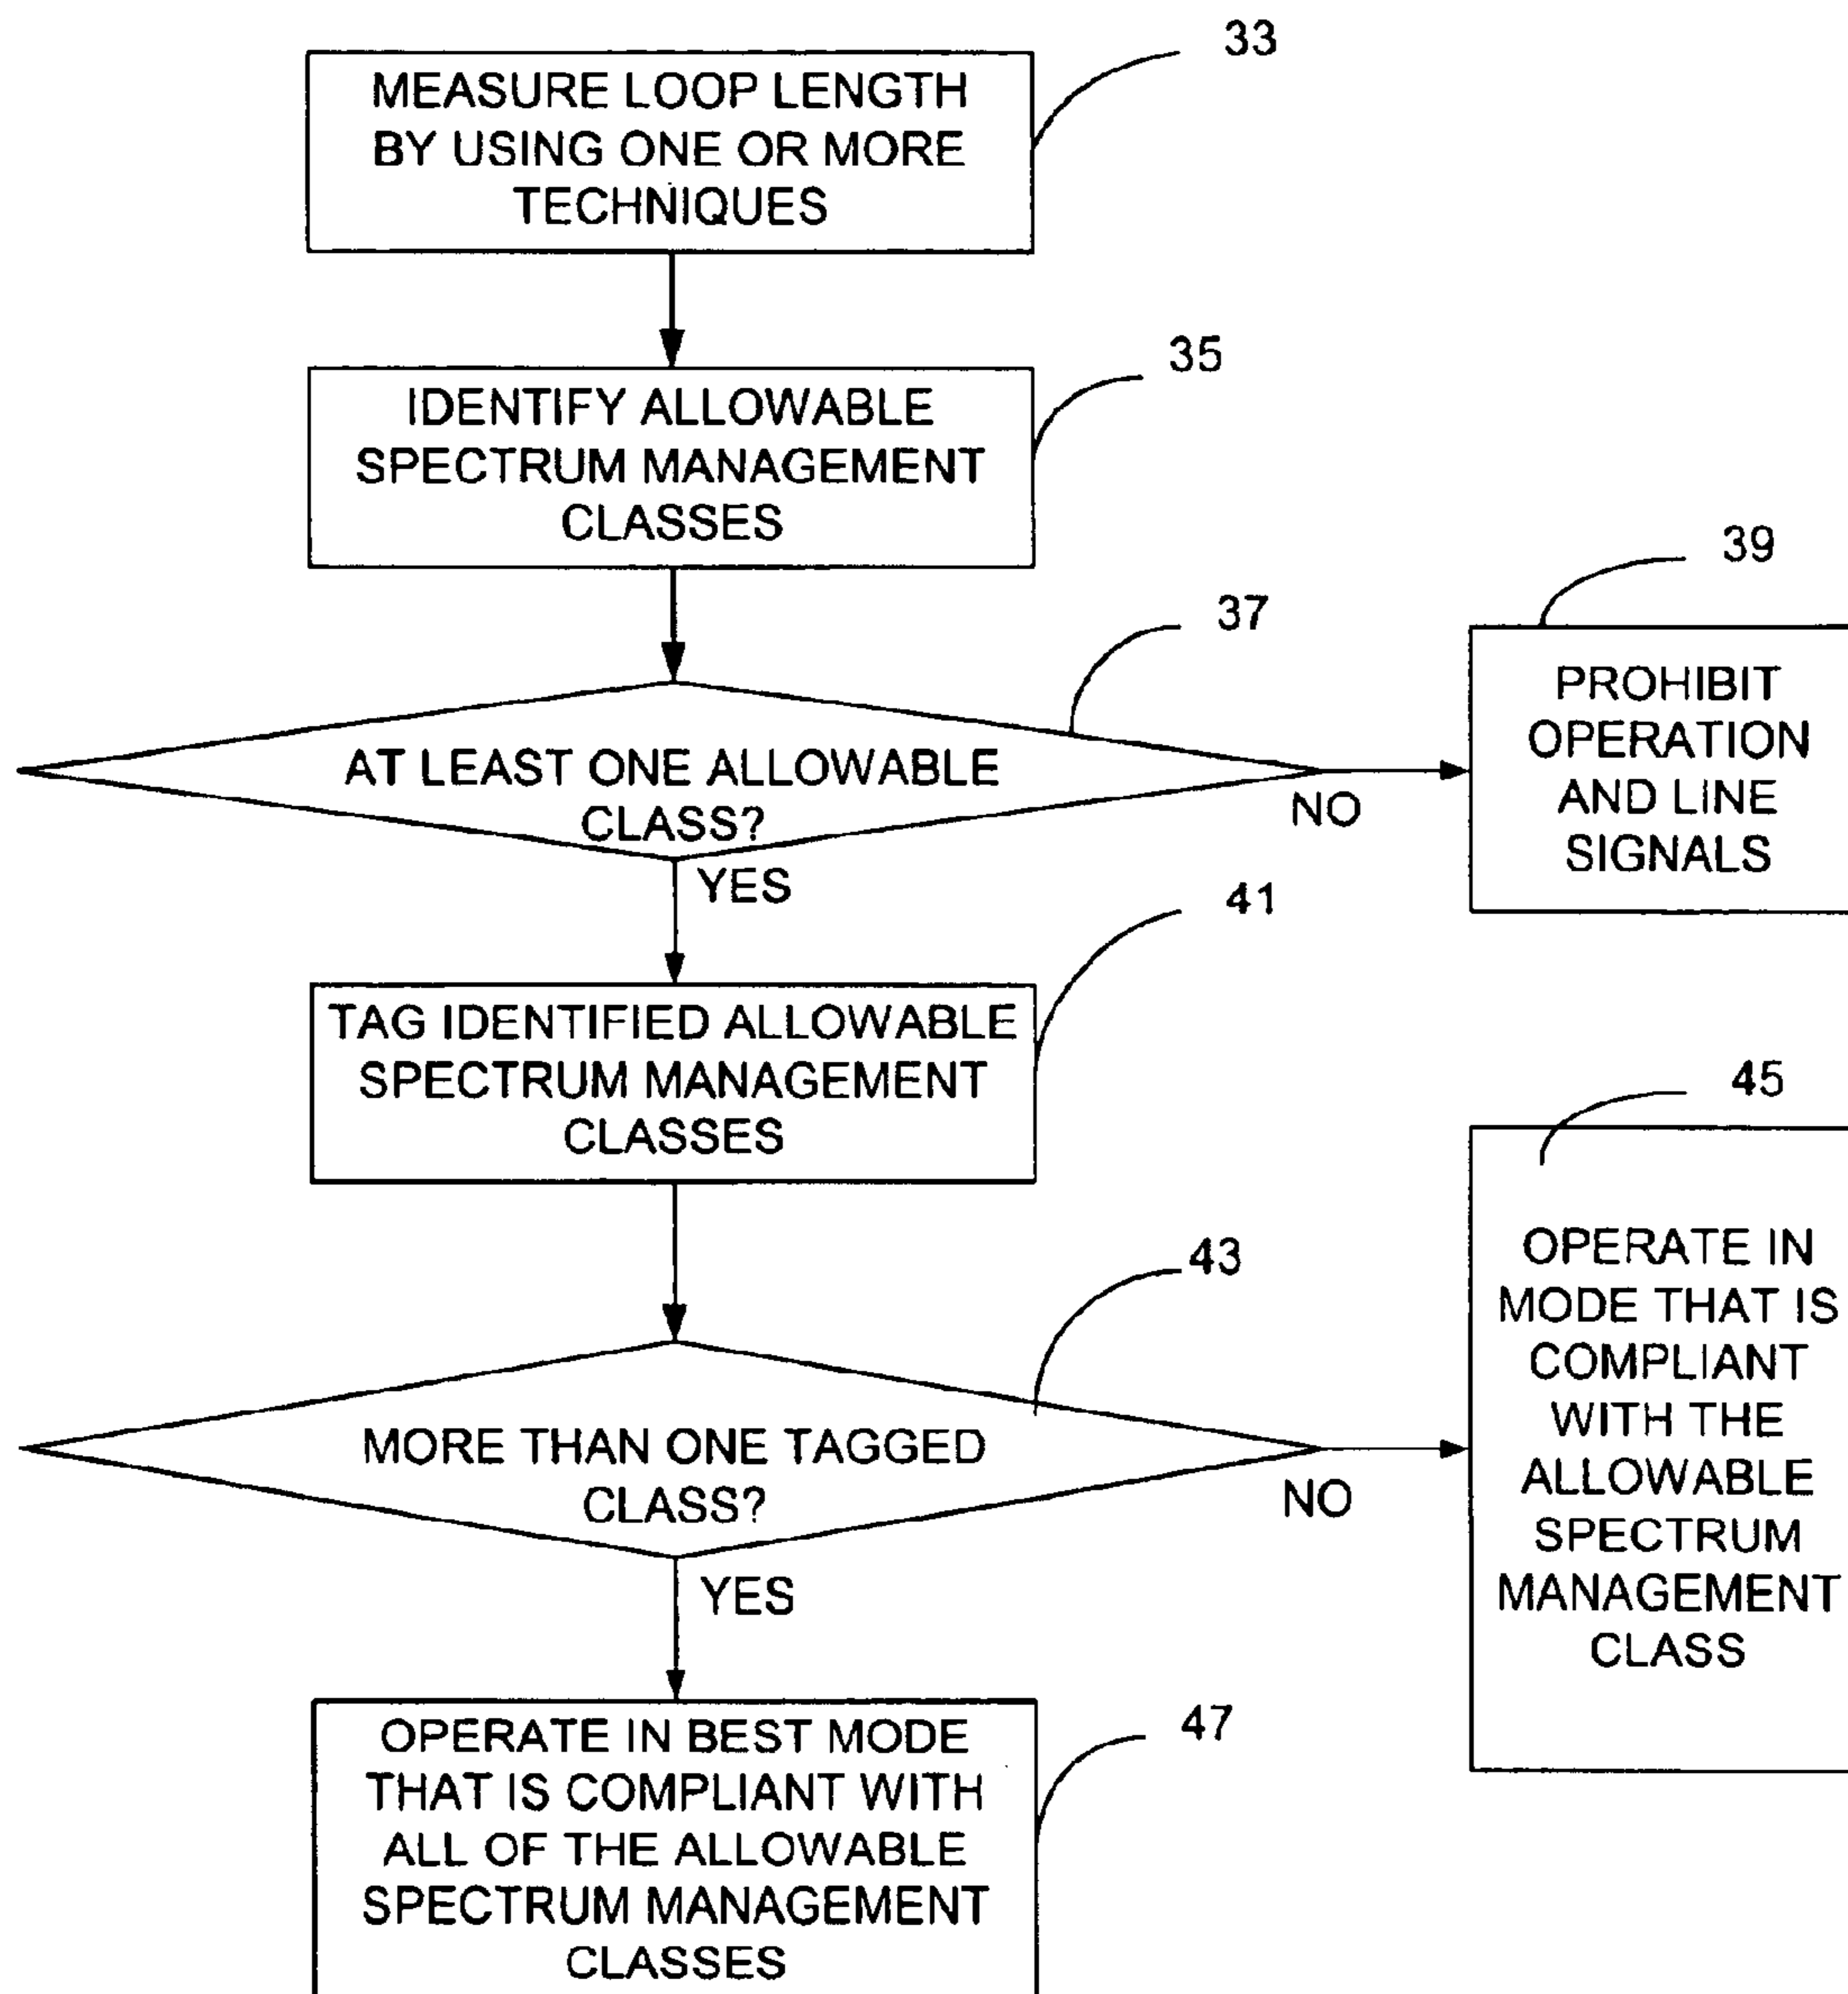 33
MEASURE LOOP LENGTH
BY USING ONE OR MORE
TECHNIQUES
35
IDENTIFY ALLOWABLE
SPECTRUM MANAGEMENT
CLASSES
37
AT LEAST ONE ALLOWABLE
CLASS?
NO
39
PROHIBIT
OPERATION
AND LINE
SIGNALS
YES
41
TAG IDENTIFIED ALLOWABLE
SPECTRUM MANAGEMENT
CLASSES
43
MORE THAN ONE TAGGED
CLASS?
NO
45
OPERATE IN
MODE THAT IS
COMPLIANT
WITH THE
ALLOWABLE
SPECTRUM
MANAGEMENT
CLASS
YES
47
OPERATE IN BEST MODE
THAT IS COMPLIANT WITH
ALL OF THE ALLOWABLE
SPECTRUM MANAGEMENT
CLASSES